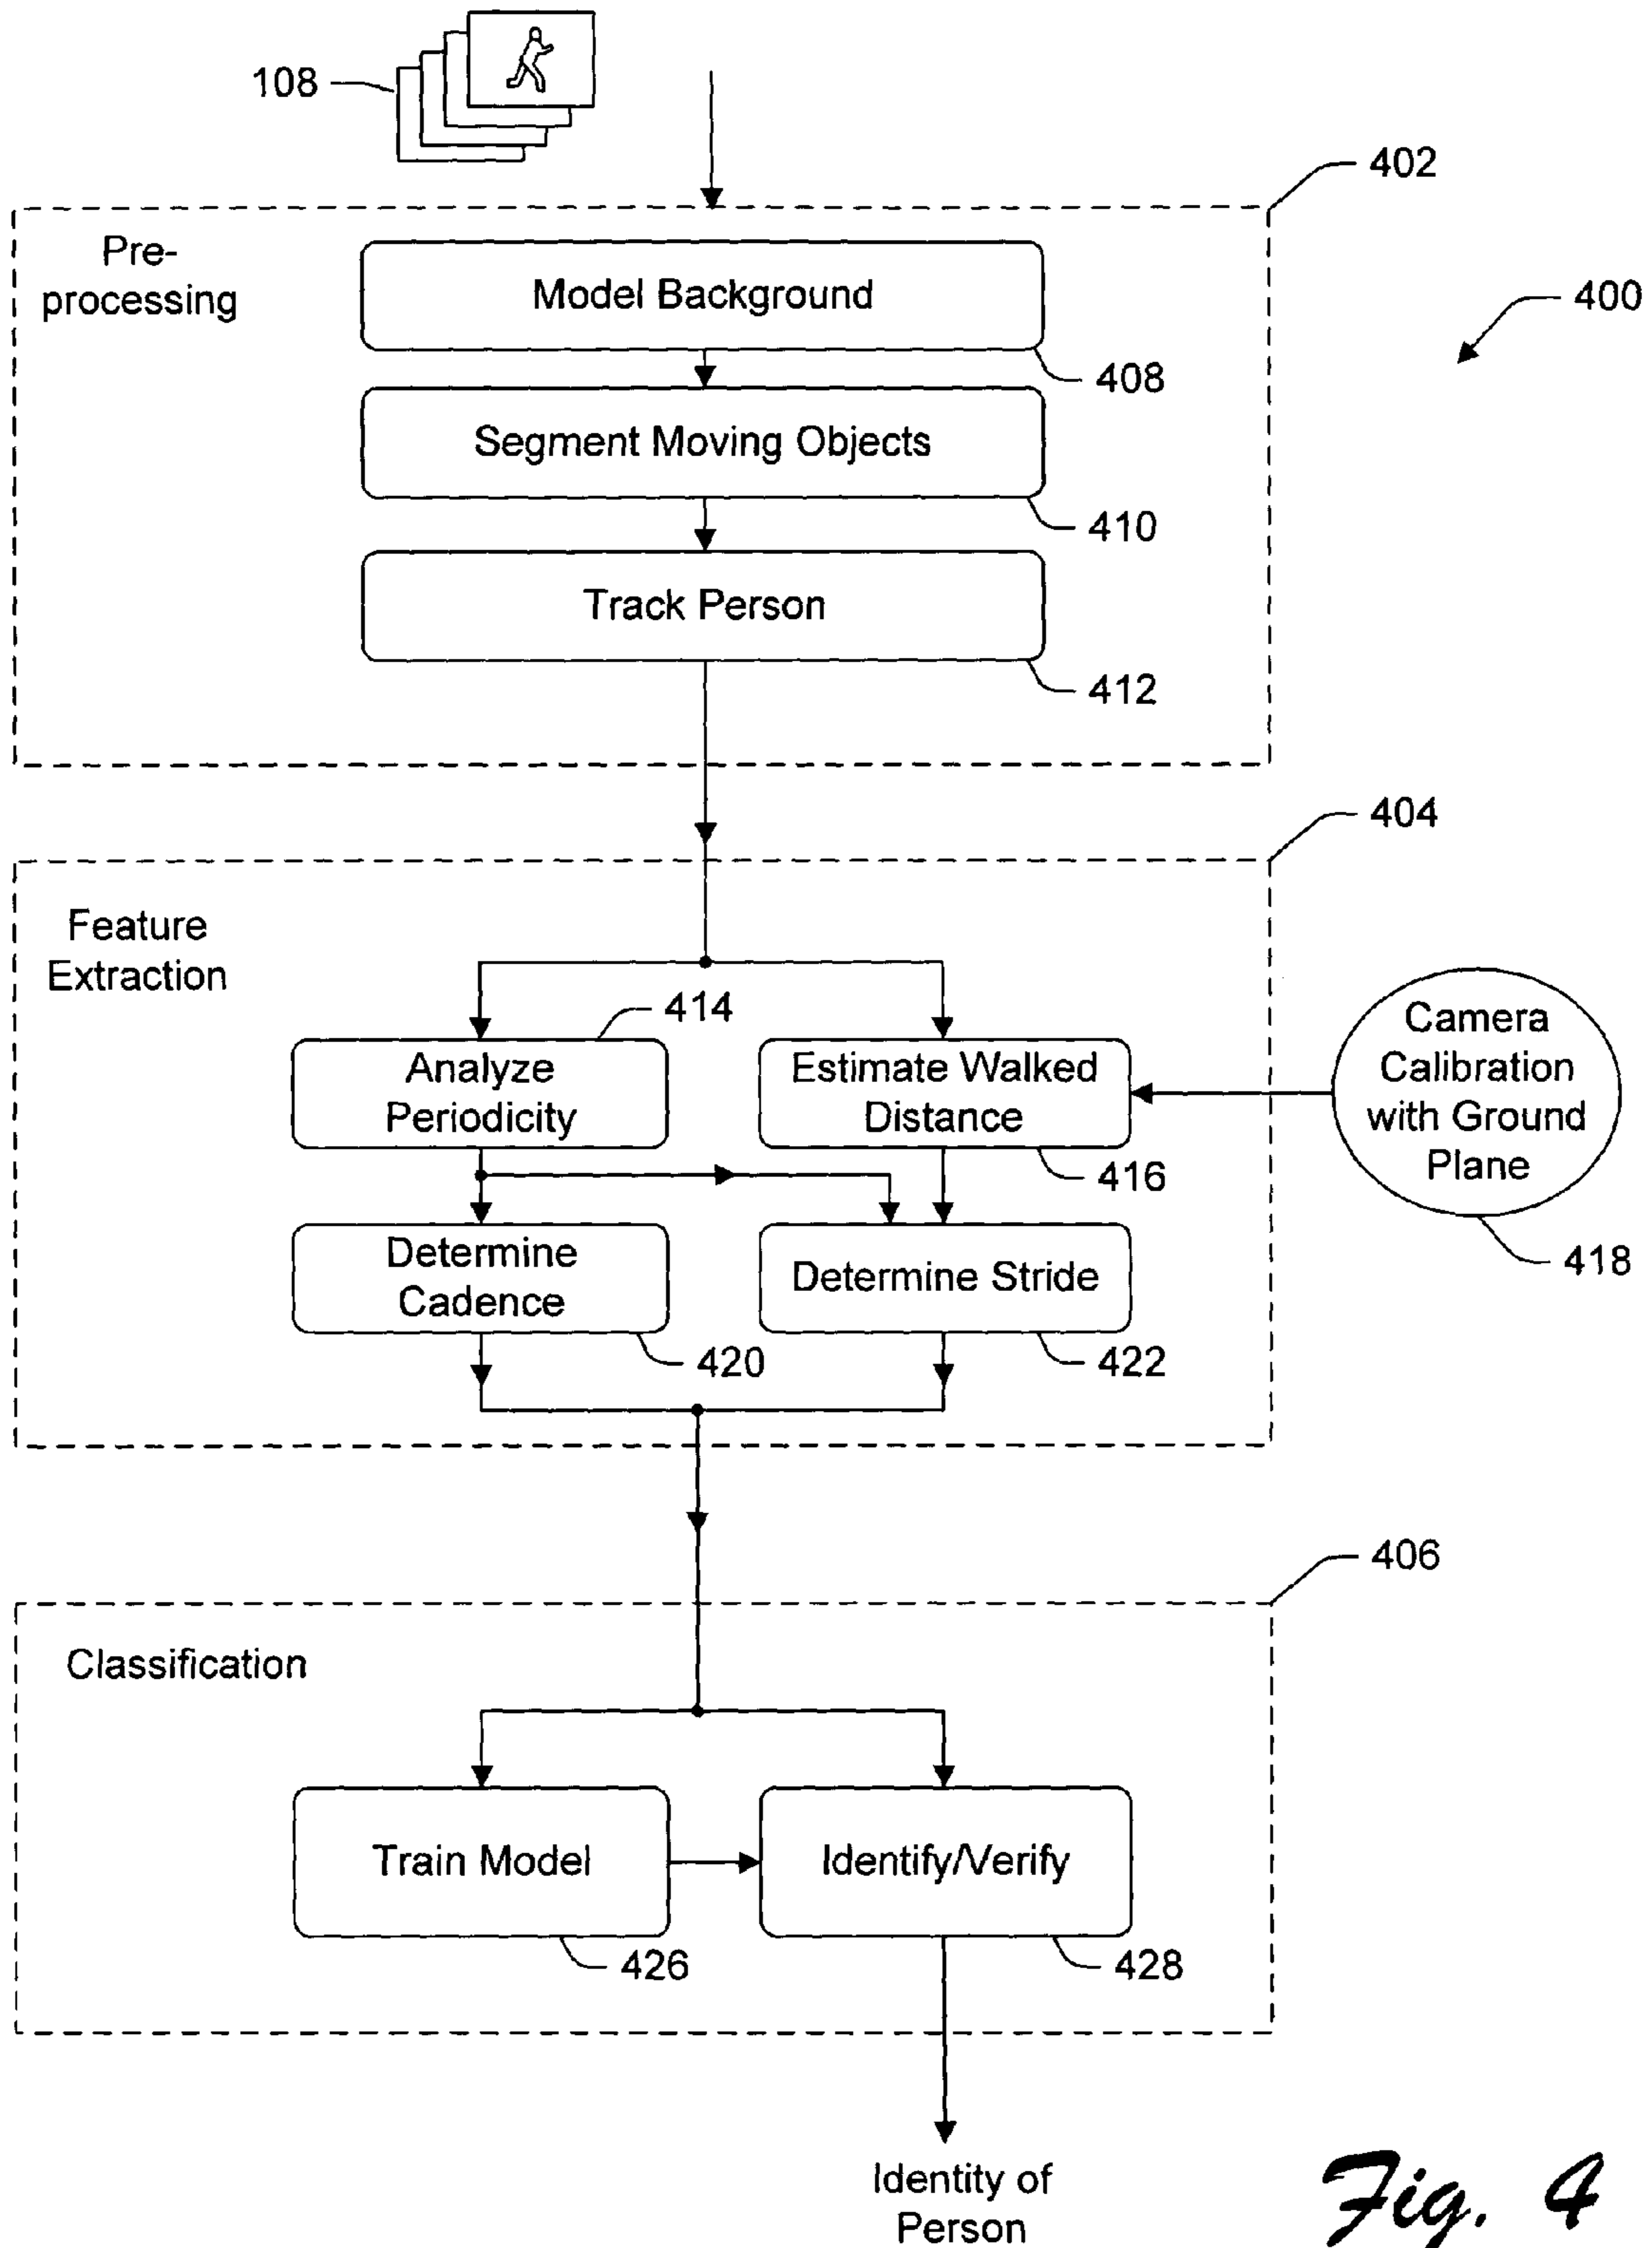 108
402
Pre-
processing
Model Background
400
408
Segment Moving Objects
410
Track Person
412
404
Feature
Extraction
414
Analyze
Periodicity
Estimate Walked
Distance
Camera
Calibration
with Ground
Plane
416
418
Determine
Cadence
Determine Stride
420
422
406
Classification
Train Model
Identify/Verify
426
428
Identity of
Person
Fig. 4